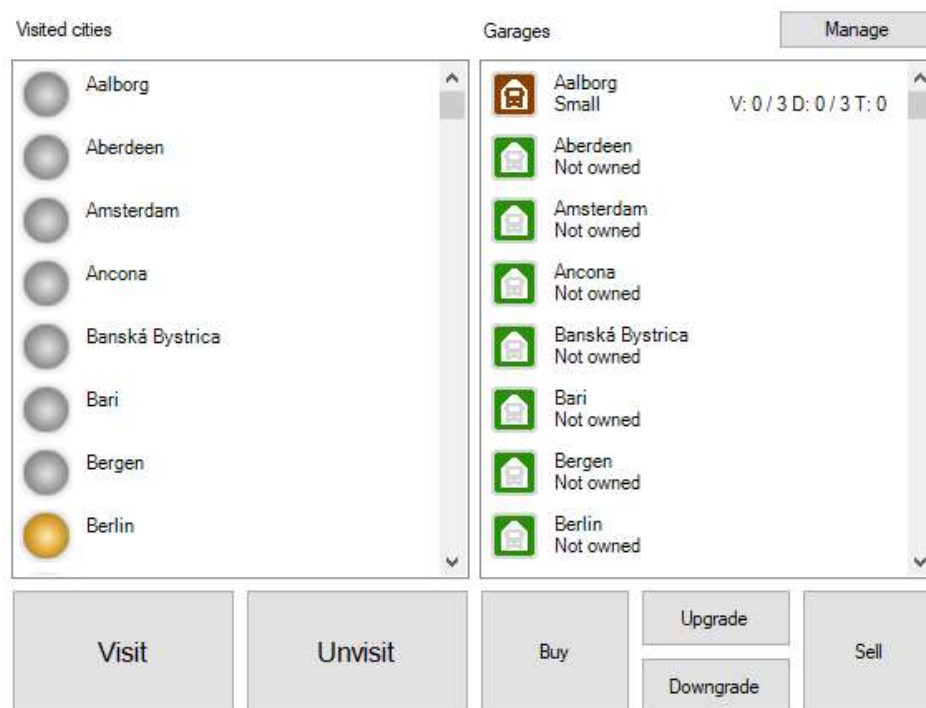 Visited cities
Aalborg
Aberdeen
Amsterdam
Ancona
Banská Bystrica
Bari
Bergen
Berlin
Visit
Unvisit
Garages
Manage
Aalborg
Small V: 0 / 3 D: 0 / 3 T: 0
Aberdeen
Not owned
Amsterdam
Not owned
Ancona
Not owned
Banská Bystrica
Not owned
Bari
Not owned
Bergen
Not owned
Berlin
Not owned
Buy
Upgrade
Downgrade
Sell